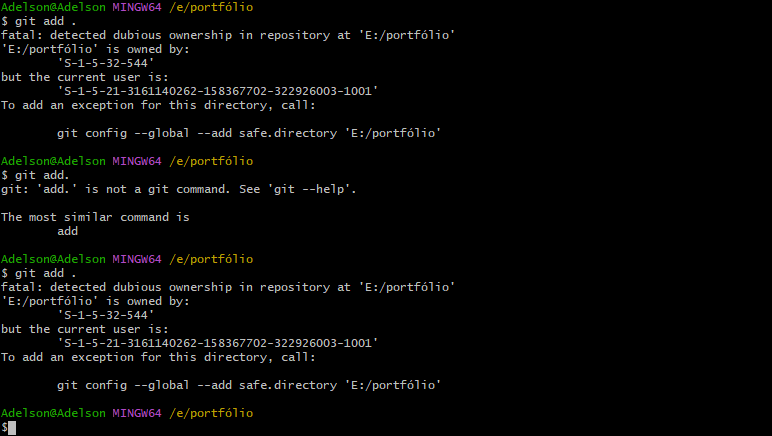 Adelson@Adelson MINGW64 /e/portfólio
$ git add .
fatal: detected dubious ownership in repository at 'E:/portfólio'
'E:/portfólio' is owned by:
        'S-1-5-32-544'
but the current user is:
        'S-1-5-21-3161140262-158367702-322926003-1001'
To add an exception for this directory, call:

        git config --global --add safe.directory 'E:/portfólio'

Adelson@Adelson MINGW64 /e/portfólio
$ git add.
git: 'add.' is not a git command. See 'git --help'.

The most similar command is
        add

Adelson@Adelson MINGW64 /e/portfólio
$ git add .
fatal: detected dubious ownership in repository at 'E:/portfólio'
'E:/portfólio' is owned by:
        'S-1-5-32-544'
but the current user is:
        'S-1-5-21-3161140262-158367702-322926003-1001'
To add an exception for this directory, call:

        git config --global --add safe.directory 'E:/portfólio'

Adelson@Adelson MINGW64 /e/portfólio
$